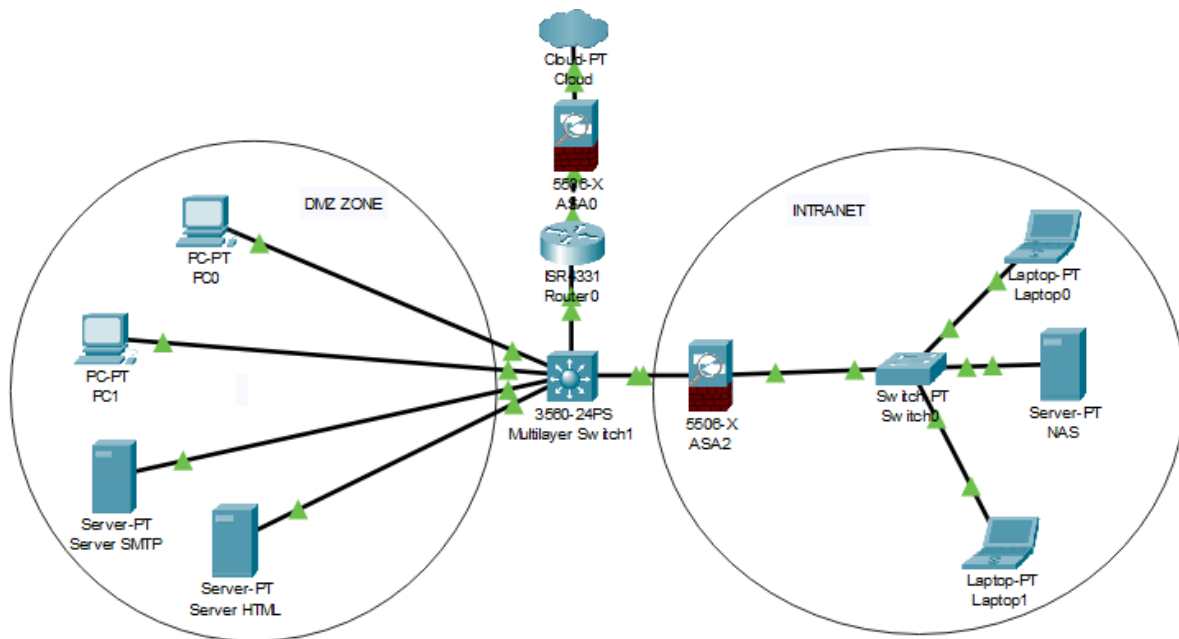 Cloud-PT
Cloud
5506-X
ASA0
DMZ ZONE
INTRANET
PC-PT
PC0
ISR4331
Router0
Laptop-PT
Laptop0
PC-PT
PC1
3560-24PS
Multilayer Switch1
5506-X
ASA2
Switch-PT
Switch0
Server-PT
NAS
Server-PT
Server SMTP
Server-PT
Server HTML
Laptop-PT
Laptop1